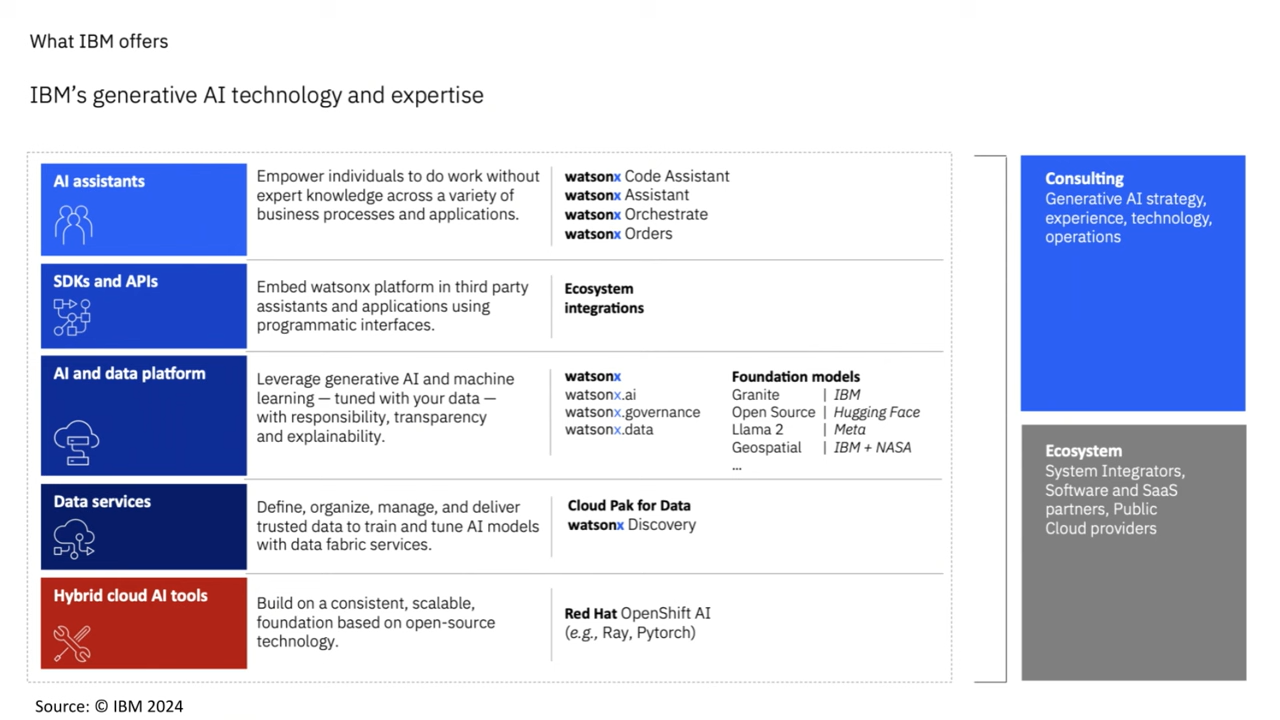 What IBM offers
IBM’s generative AI technology and expertise
AI assistants
Empower individuals to do work without
expert knowledge across a variety of
business processes and applications.
watsonx Code Assistant
watsonx Assistant
watsonx Orchestrate
watsonx Orders
SDKs and APIs
Embed watsonx platform in third party
assistants and applications using
programmatic interfaces.
Ecosystem
integrations
AI and data platform
Leverage generative AI and machine
learning — tuned with your data —
with responsibility, transparency
and explainability.
watsonx
watsonx.ai
watsonx.governance
watsonx.data
Foundation models
Granite | IBM
Open Source | Hugging Face
Llama 2 | Meta
Geospatial | IBM + NASA
...
Data services
Define, organize, manage, and deliver
trusted data to train and tune AI models
with data fabric services.
Cloud Pak for Data
watsonx Discovery
Hybrid cloud AI tools
Build on a consistent, scalable,
foundation based on open-source
technology.
Red Hat OpenShift AI
(e.g., Ray, Pytorch)
Consulting
Generative AI strategy,
experience, technology,
operations
Ecosystem
System Integrators,
Software and SaaS
partners, Public
Cloud providers
Source: © IBM 2024